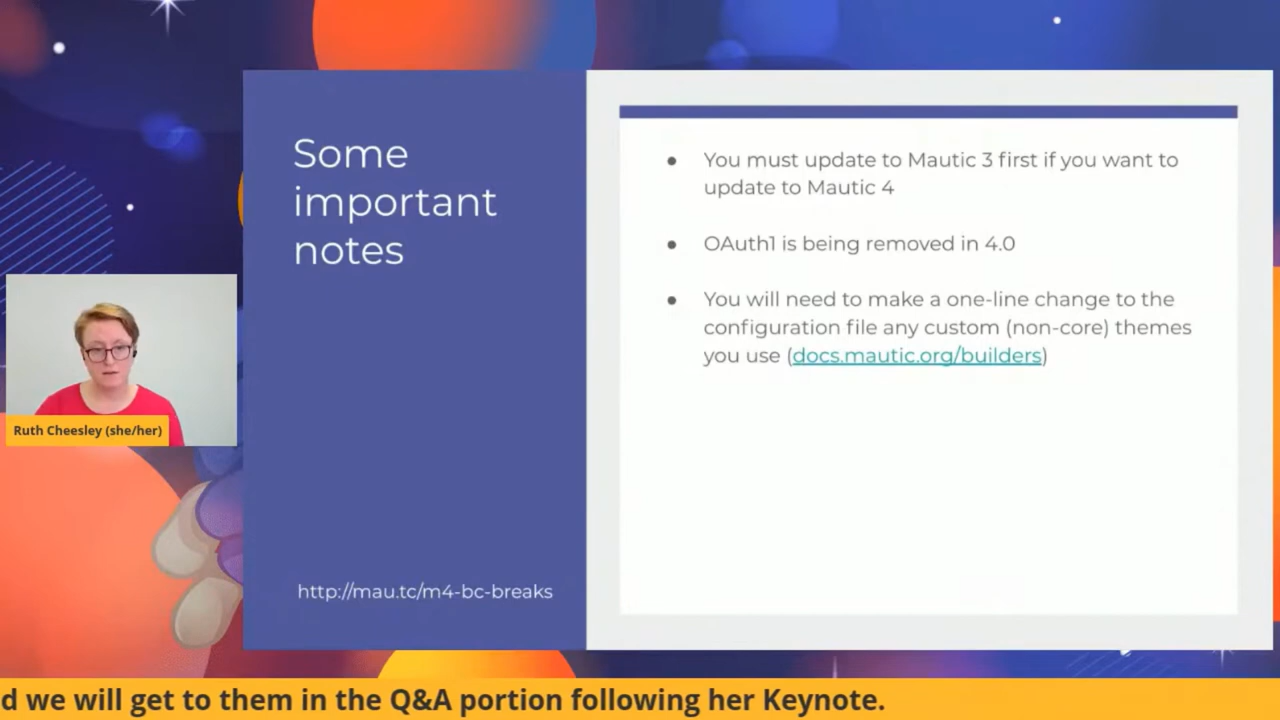 Some
important
notes
http://mau.tc/m4-bc-breaks
● You must update to Mautic 3 first if you want to
update to Mautic 4
● OAuth1 is being removed in 4.0
● You will need to make a one-line change to the
configuration file any custom (non-core) themes
you use (docs.mautic.org/builders)
Ruth Cheesley (she/her)
d we will get to them in the Q&A portion following her Keynote.